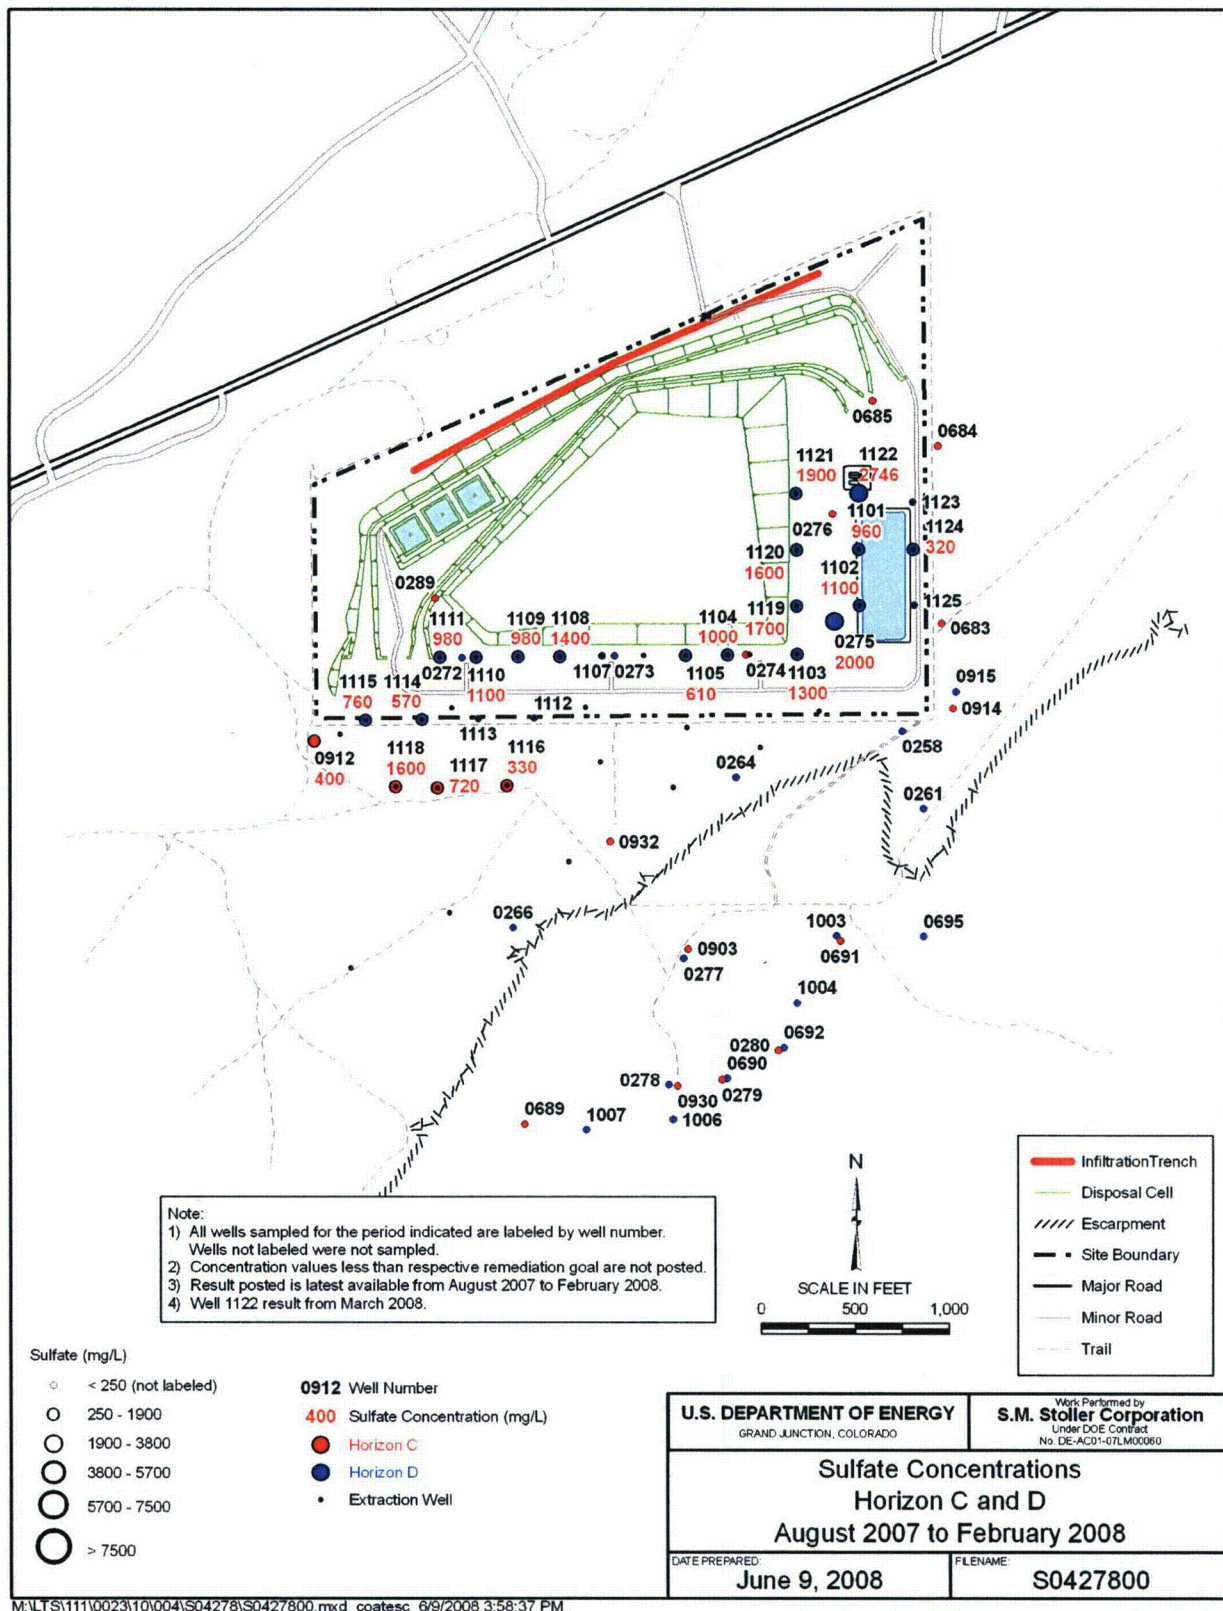 0685
0684
1121
1900
1122
2746
1123
1101
960
1124
320
0276
1120
1600
1102
1100
0289
1119
1700
1125
0683
1111
980
1109
980
1108
1400
1104
1000
0275
2000
0272
1110
1100
1107
0273
1105
610
0274
1103
1300
0915
0914
1115
760
1114
570
1112
1113
0258
0912
400
1118
1600
1117
720
1116
330
0264
0261
0932
0266
0903
0277
1003
0691
0695
1004
0280
0692
0690
0278
0279
0930
1006
0689
1007
InfiltrationTrench
Disposal Cell
Escarpment
Site Boundary
Major Road
Minor Road
Trail
N
SCALE IN FEET
0 500 1,000
Note:
1) All wells sampled for the period indicated are labeled by well number.
Wells not labeled were not sampled.
2) Concentration values less than respective remediation goal are not posted.
3) Result posted is latest available from August 2007 to February 2008.
4) Well 1122 result from March 2008.
Sulfate (mg/L)
< 250 (not labeled)
250 - 1900
1900 - 3800
3800 - 5700
5700 - 7500
> 7500
0912 Well Number
400 Sulfate Concentration (mg/L)
Horizon C
Horizon D
Extraction Well
U.S. DEPARTMENT OF ENERGY
GRAND JUNCTION, COLORADO
Work Performed by
S.M. Stoller Corporation
Under DOE Contract
No. DE-AC01-07LM00060
Sulfate Concentrations
Horizon C and D
August 2007 to February 2008
DATE PREPARED:
June 9, 2008
FILENAME:
S0427800
M:\LTS\111\0023\10\004\S04278\S0427800.mxd coatesc 6/9/2008 3:58:37 PM